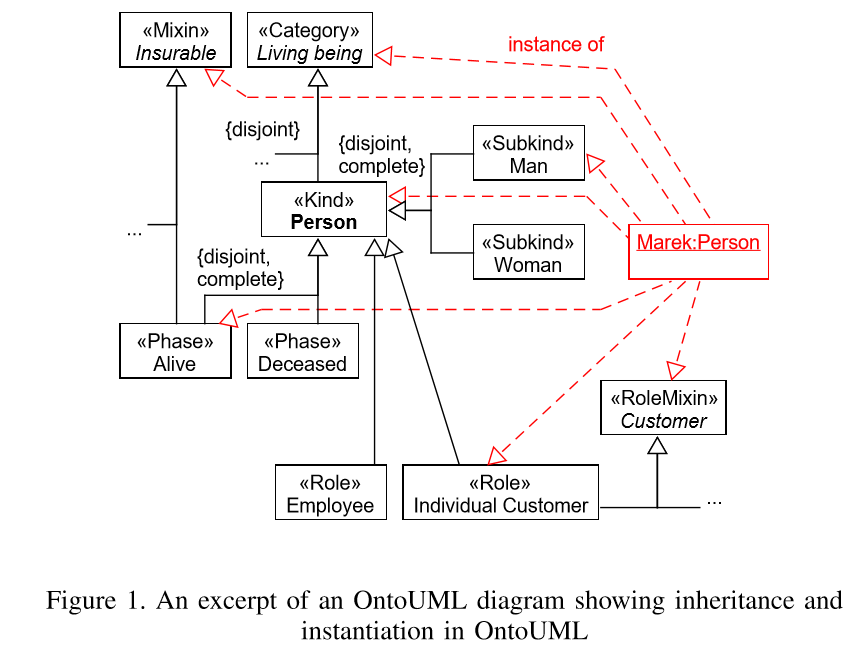 «Mixin»
Insurable
«Category»
Living being
instance of
{disjoint}
...
{disjoint,
complete}
«Subkind»
Man
«Kind»
Person
...
«Subkind»
Woman
Marek:Person
{disjoint,
complete}
«Phase»
Alive
«Phase»
Deceased
«RoleMixin»
Customer
«Role»
Employee
«Role»
Individual Customer
...
Figure 1. An excerpt of an OntoUML diagram showing inheritance and
instantiation in OntoUML